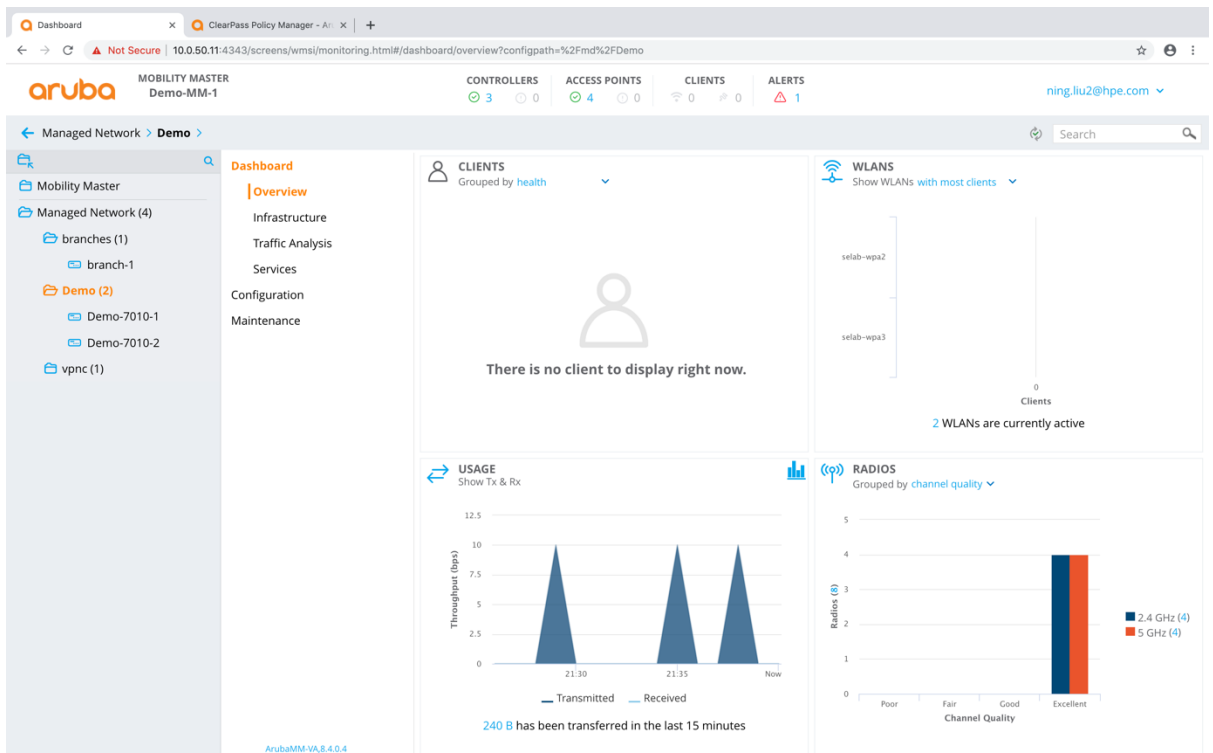 Dashboard
ClearPass Policy Manager - Aru
Not Secure | 10.0.50.11:4343/screens/wmsi/monitoring.html#/dashboard/overview?configpath=%2Fmd%2FDemo
aruba
MOBILITY MASTER
Demo-MM-1
CONTROLLERS
3 0
ACCESS POINTS
4 0
CLIENTS
0 0
ALERTS
1
ning.liu2@hpe.com
Managed Network > Demo >
Search
Mobility Master
Managed Network (4)
branches (1)
branch-1
Demo (2)
Demo-7010-1
Demo-7010-2
vpnc (1)
Dashboard
Overview
Infrastructure
Traffic Analysis
Services
Configuration
Maintenance
ArubaMM-VA,8.4.0.4
CLIENTS
Grouped by health
There is no client to display right now.
WLANS
Show WLANs with most clients
selab-wpa2
selab-wpa3
0
Clients
2 WLANs are currently active
USAGE
Show Tx & Rx
Throughput (bps)
12.5
10
7.5
5
2.5
0
21:30 21:35 Now
Transmitted Received
240 B has been transferred in the last 15 minutes
RADIOS
Grouped by channel quality
Radios (8)
5
4
3
2
1
0
Poor Fair Good Excellent
Channel Quality
2.4 GHz (4)
5 GHz (4)